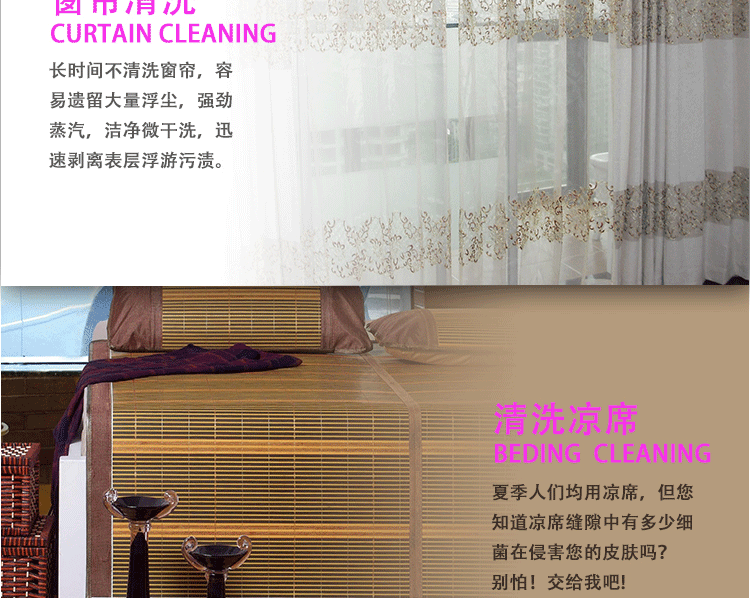 窗帘清洗
CURTAIN CLEANING
长时间不清洗窗帘，容
易遗留大量浮尘，强劲
蒸汽，洁净微干洗，迅
速剥离表层浮游污渍。
清洗凉席
BEDING CLEANING
夏季人们均用凉席，但您
知道凉席缝隙中有多少细
菌在侵害您的皮肤吗？
别怕！交给我吧!